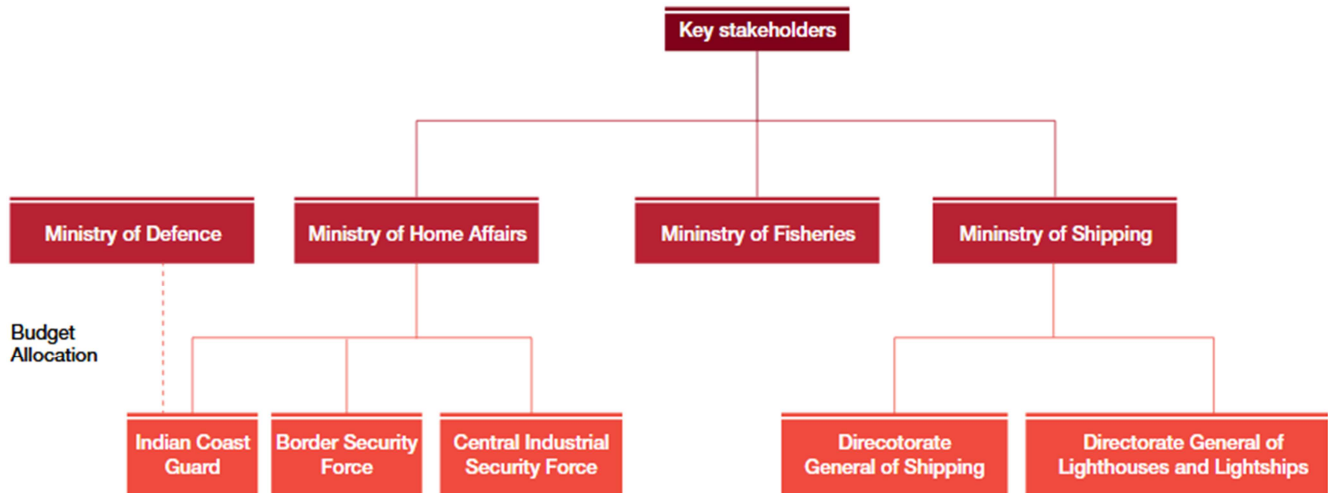 Key stakeholders
Ministry of Defence
Ministry of Home Affairs
Mininstry of Fisheries
Mininstry of Shipping
Budget
Allocation
Indian Coast
Guard
Border Security
Force
Central Industrial
Security Force
Direcotorate
General of Shipping
Directorate General of
Lighthouses and Lightships